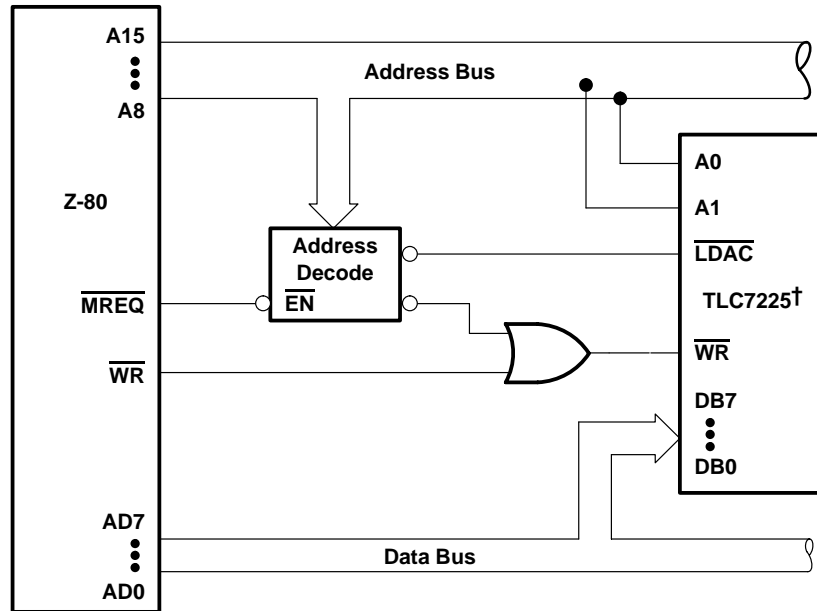 A15
A8
Z-80
MREQ
WR
AD7
AD0
Address Bus
Address
Decode
EN
Data Bus
A0
A1
LDAC
TLC7225†
WR
DB7
DB0